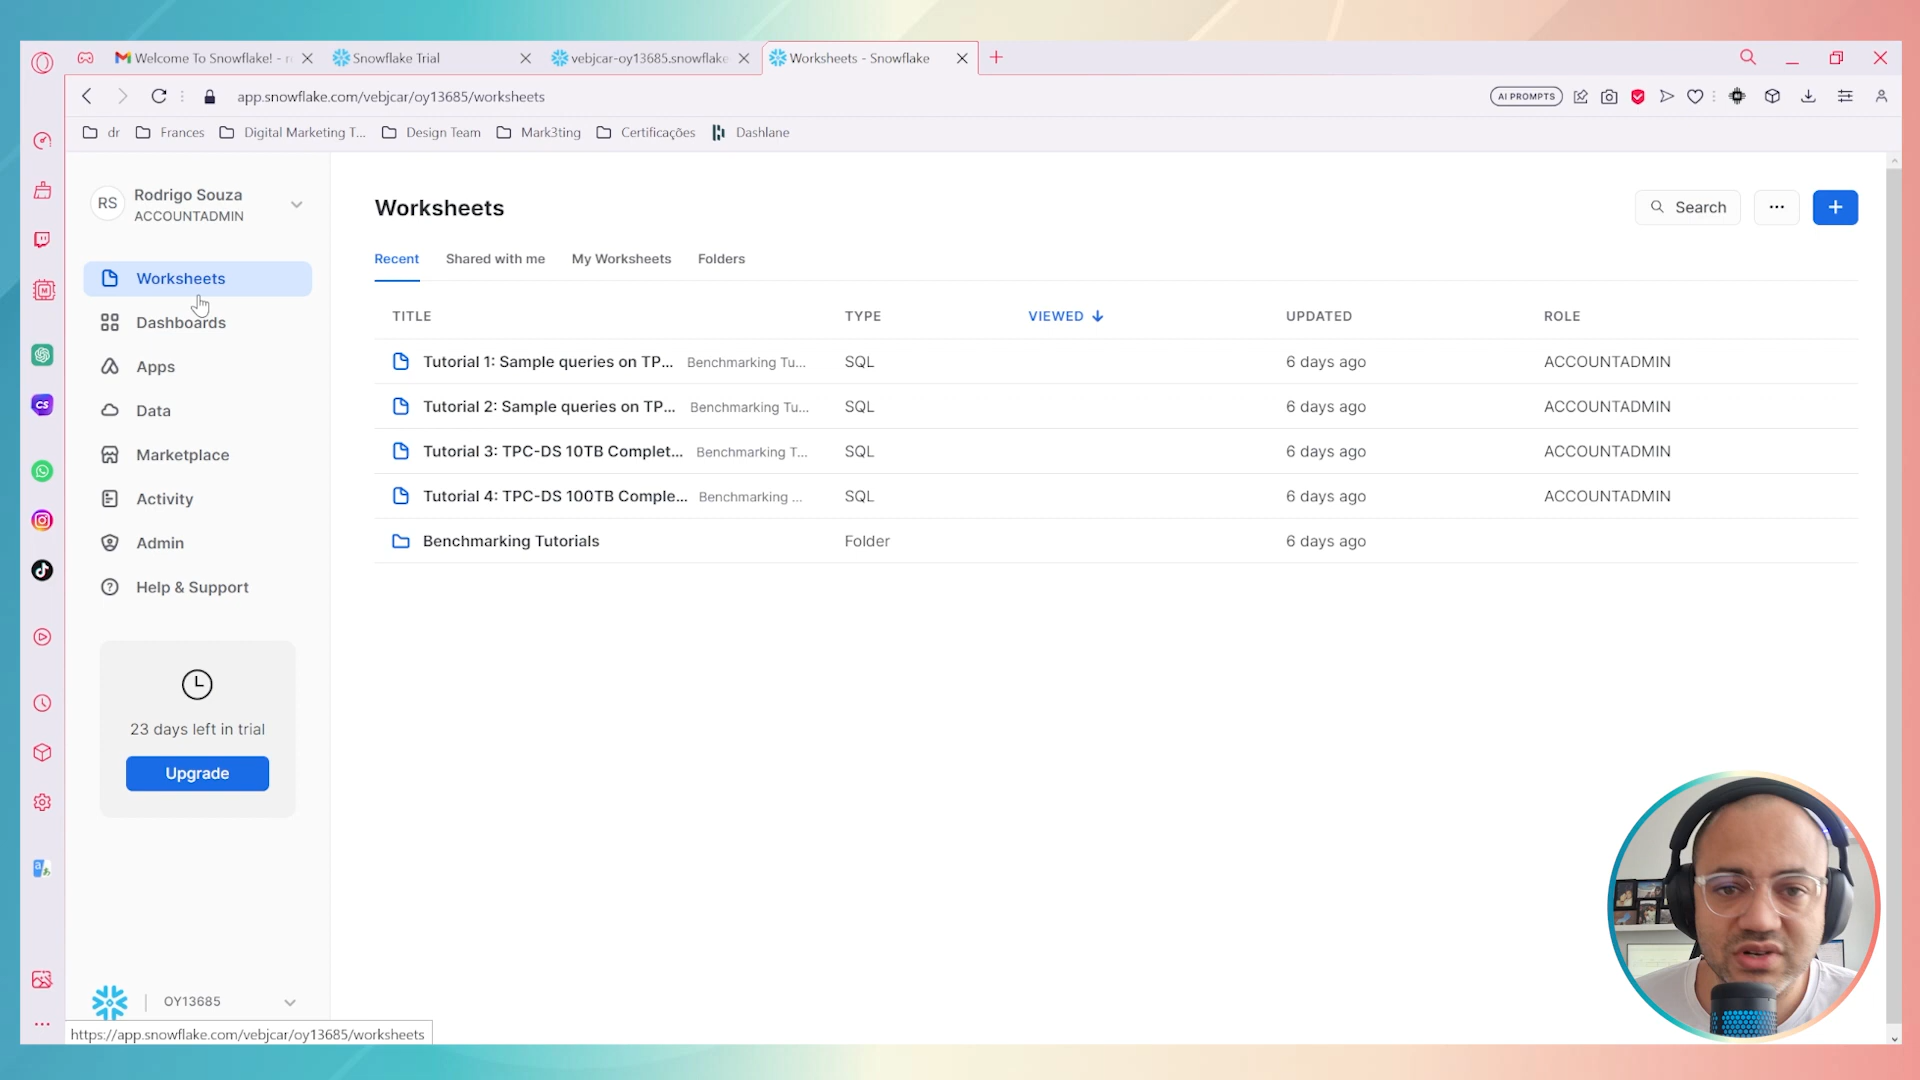 Welcome To Snowflake! - r
Snowflake Trial
vebjcar-oy13685.snowflake
Worksheets - Snowflake
app.snowflake.com/vebjcar/oy13685/worksheets
AI PROMPTS
dr
Frances
Digital Marketing T...
Design Team
Mark3ting
Certificações
Dashlane
RS
Rodrigo Souza
ACCOUNTADMIN
Worksheets
Dashboards
Apps
Data
Marketplace
Activity
Admin
Help & Support
23 days left in trial
Upgrade
OY13685
https://app.snowflake.com/vebjcar/oy13685/worksheets
Worksheets
Search
Recent
Shared with me
My Worksheets
Folders
TITLE TYPE VIEWED UPDATED ROLE
Tutorial 1: Sample queries on TP... Benchmarking Tu... SQL 6 days ago ACCOUNTADMIN
Tutorial 2: Sample queries on TP... Benchmarking Tu... SQL 6 days ago ACCOUNTADMIN
Tutorial 3: TPC-DS 10TB Complet... Benchmarking T... SQL 6 days ago ACCOUNTADMIN
Tutorial 4: TPC-DS 100TB Comple... Benchmarking ... SQL 6 days ago ACCOUNTADMIN
Benchmarking Tutorials Folder 6 days ago
CS